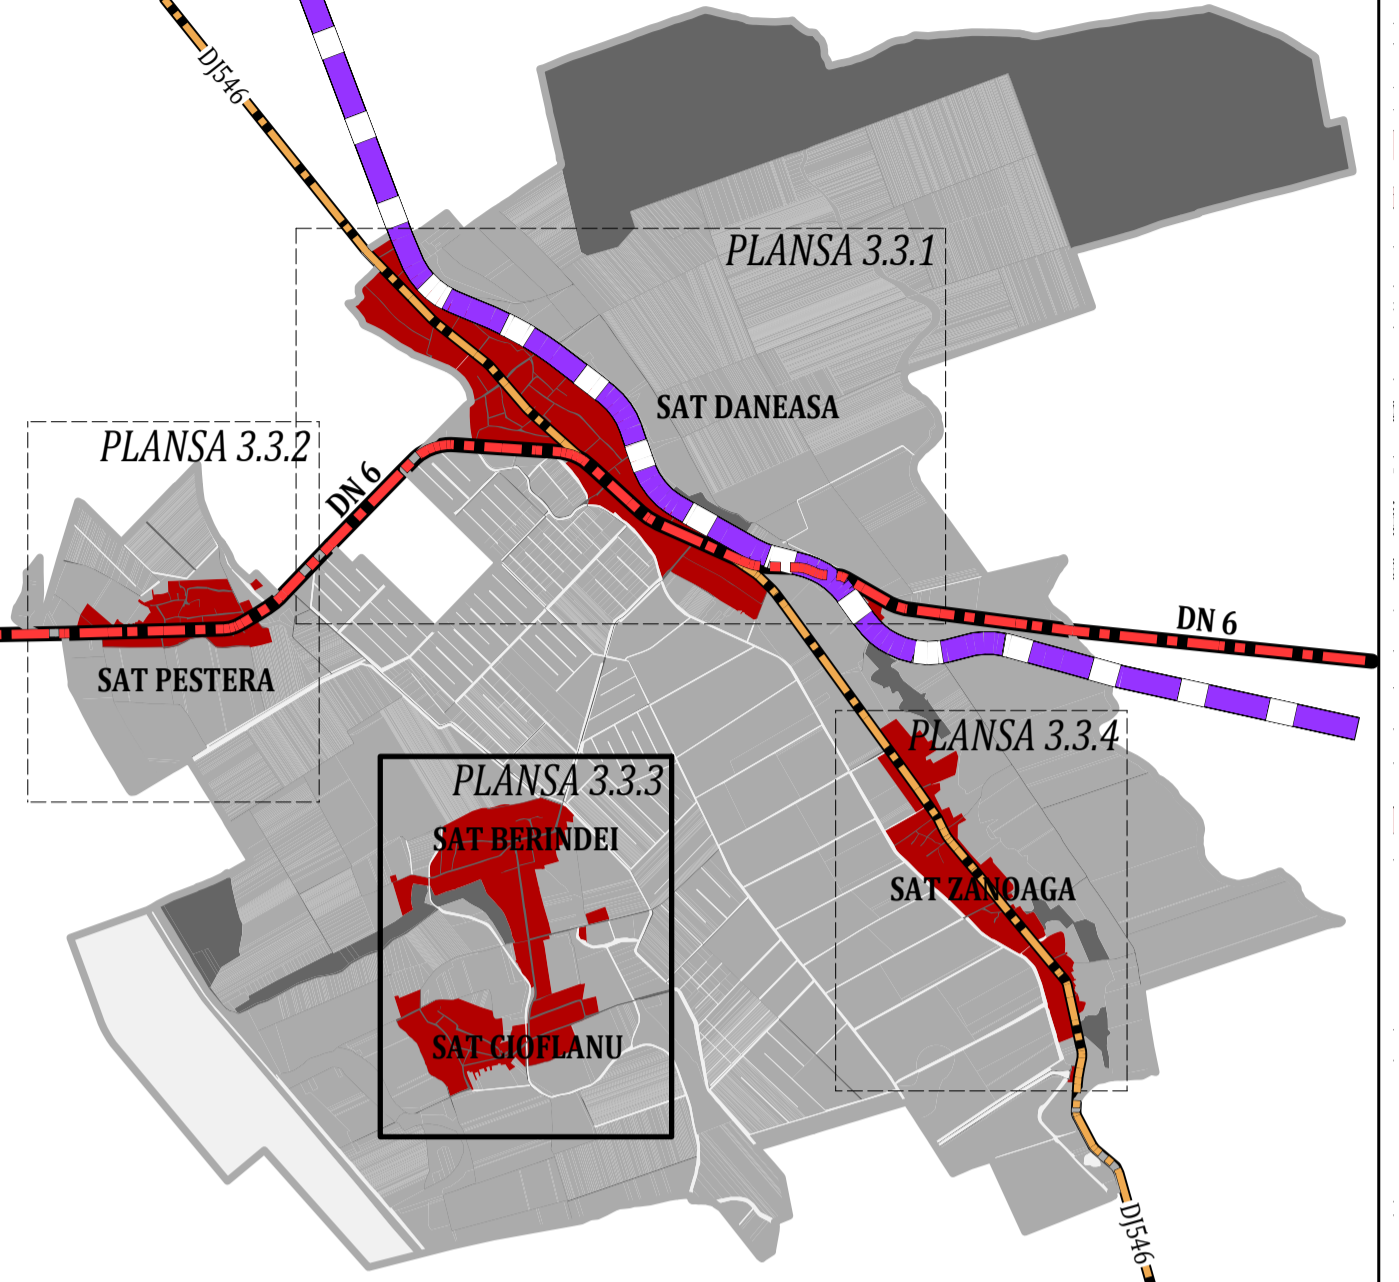 DJ546
PLANSA 3.3.1
SAT DANEASA
PLANSA 3.3.2
DN 6
DN 6
SAT PESTERA
PLANSA 3.3.4
PLANSA 3.3.3
SAT BERINDEI
SAT ZANOAGA
SAT CIOFLANU
DJ546